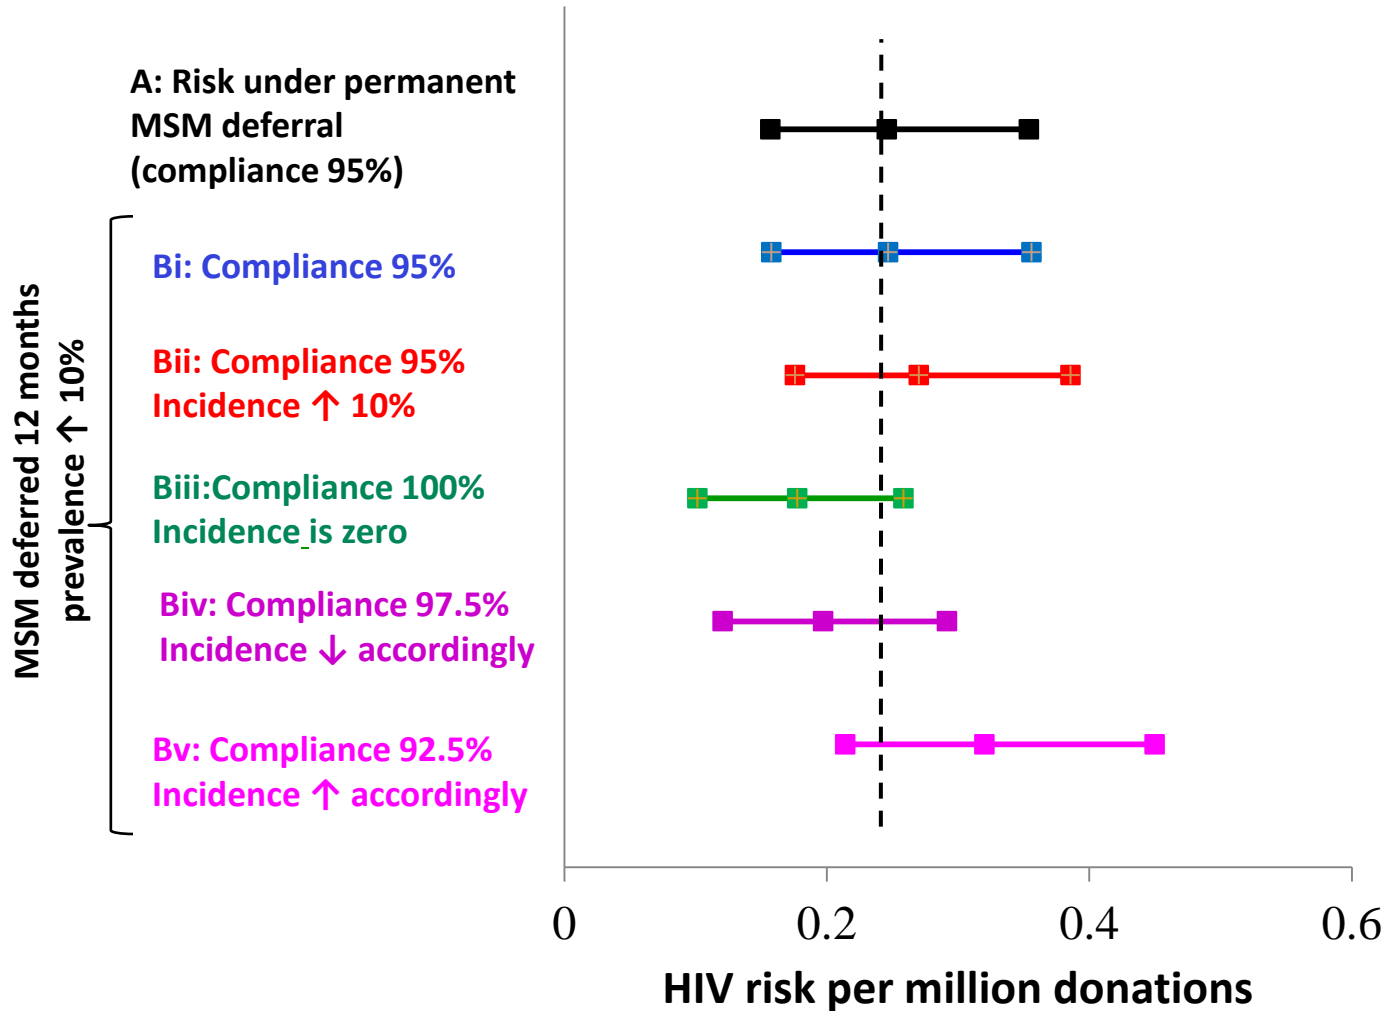 A: Risk under permanent
MSM deferral
(compliance 95%)
MSM deferred 12 months
prevalence ↑ 10%
Bi: Compliance 95%
Bii: Compliance 95%
Incidence ↑ 10%
Biii:Compliance 100%
Incidence is zero
Biv: Compliance 97.5%
Incidence ↓ accordingly
Bv: Compliance 92.5%
Incidence ↑ accordingly
0 0.2 0.4 0.6
HIV risk per million donations